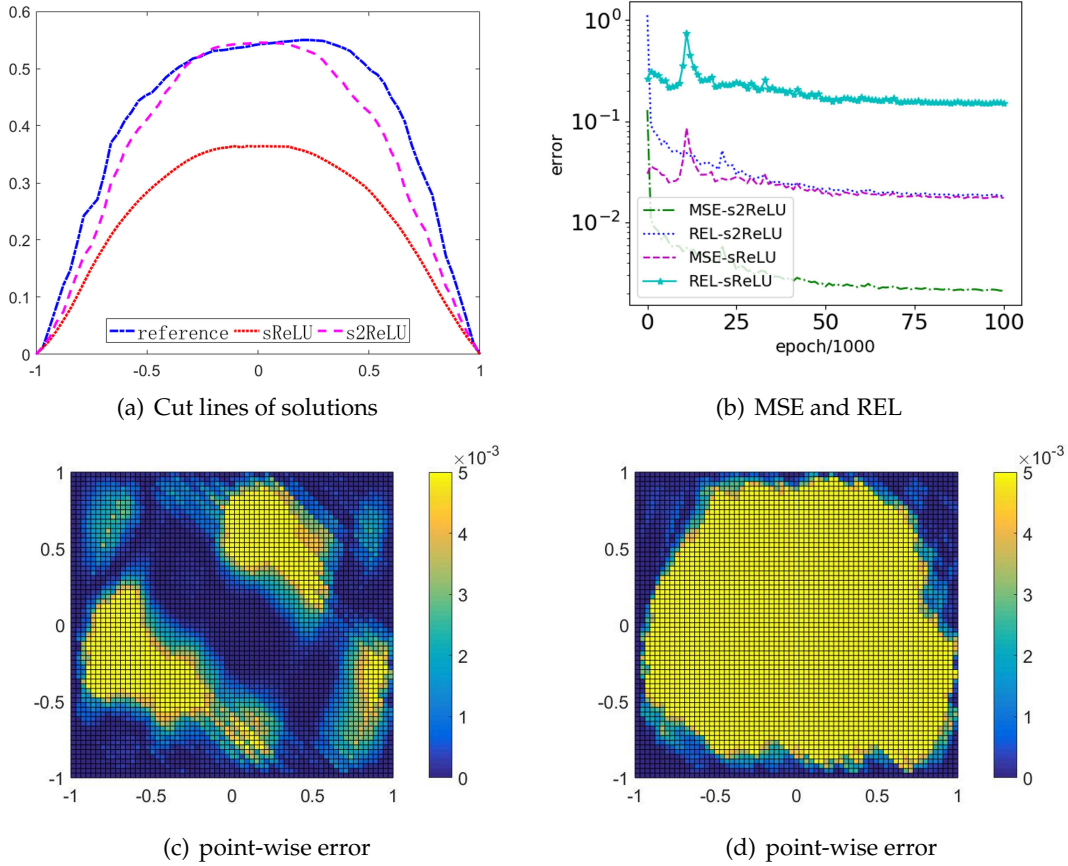 0.6
0.5
0.4
0.3
0.2
0.1
0
reference sReLU s2ReLU
-1 -0.5 0 0.5 1
(a) Cut lines of solutions
10^0
10^-1
10^-2
error
MSE-s2ReLU
REL-s2ReLU
MSE-sReLU
REL-sReLU
0 25 50 75 100
epoch/1000
(b) MSE and REL
×10^-3
1
0.5
0
-0.5
-1
-1 -0.5 0 0.5 1
5
4
3
2
1
0
(c) point-wise error
×10^-3
1
0.5
0
-0.5
-1
-1 -0.5 0 0.5 1
5
4
3
2
1
0
(d) point-wise error